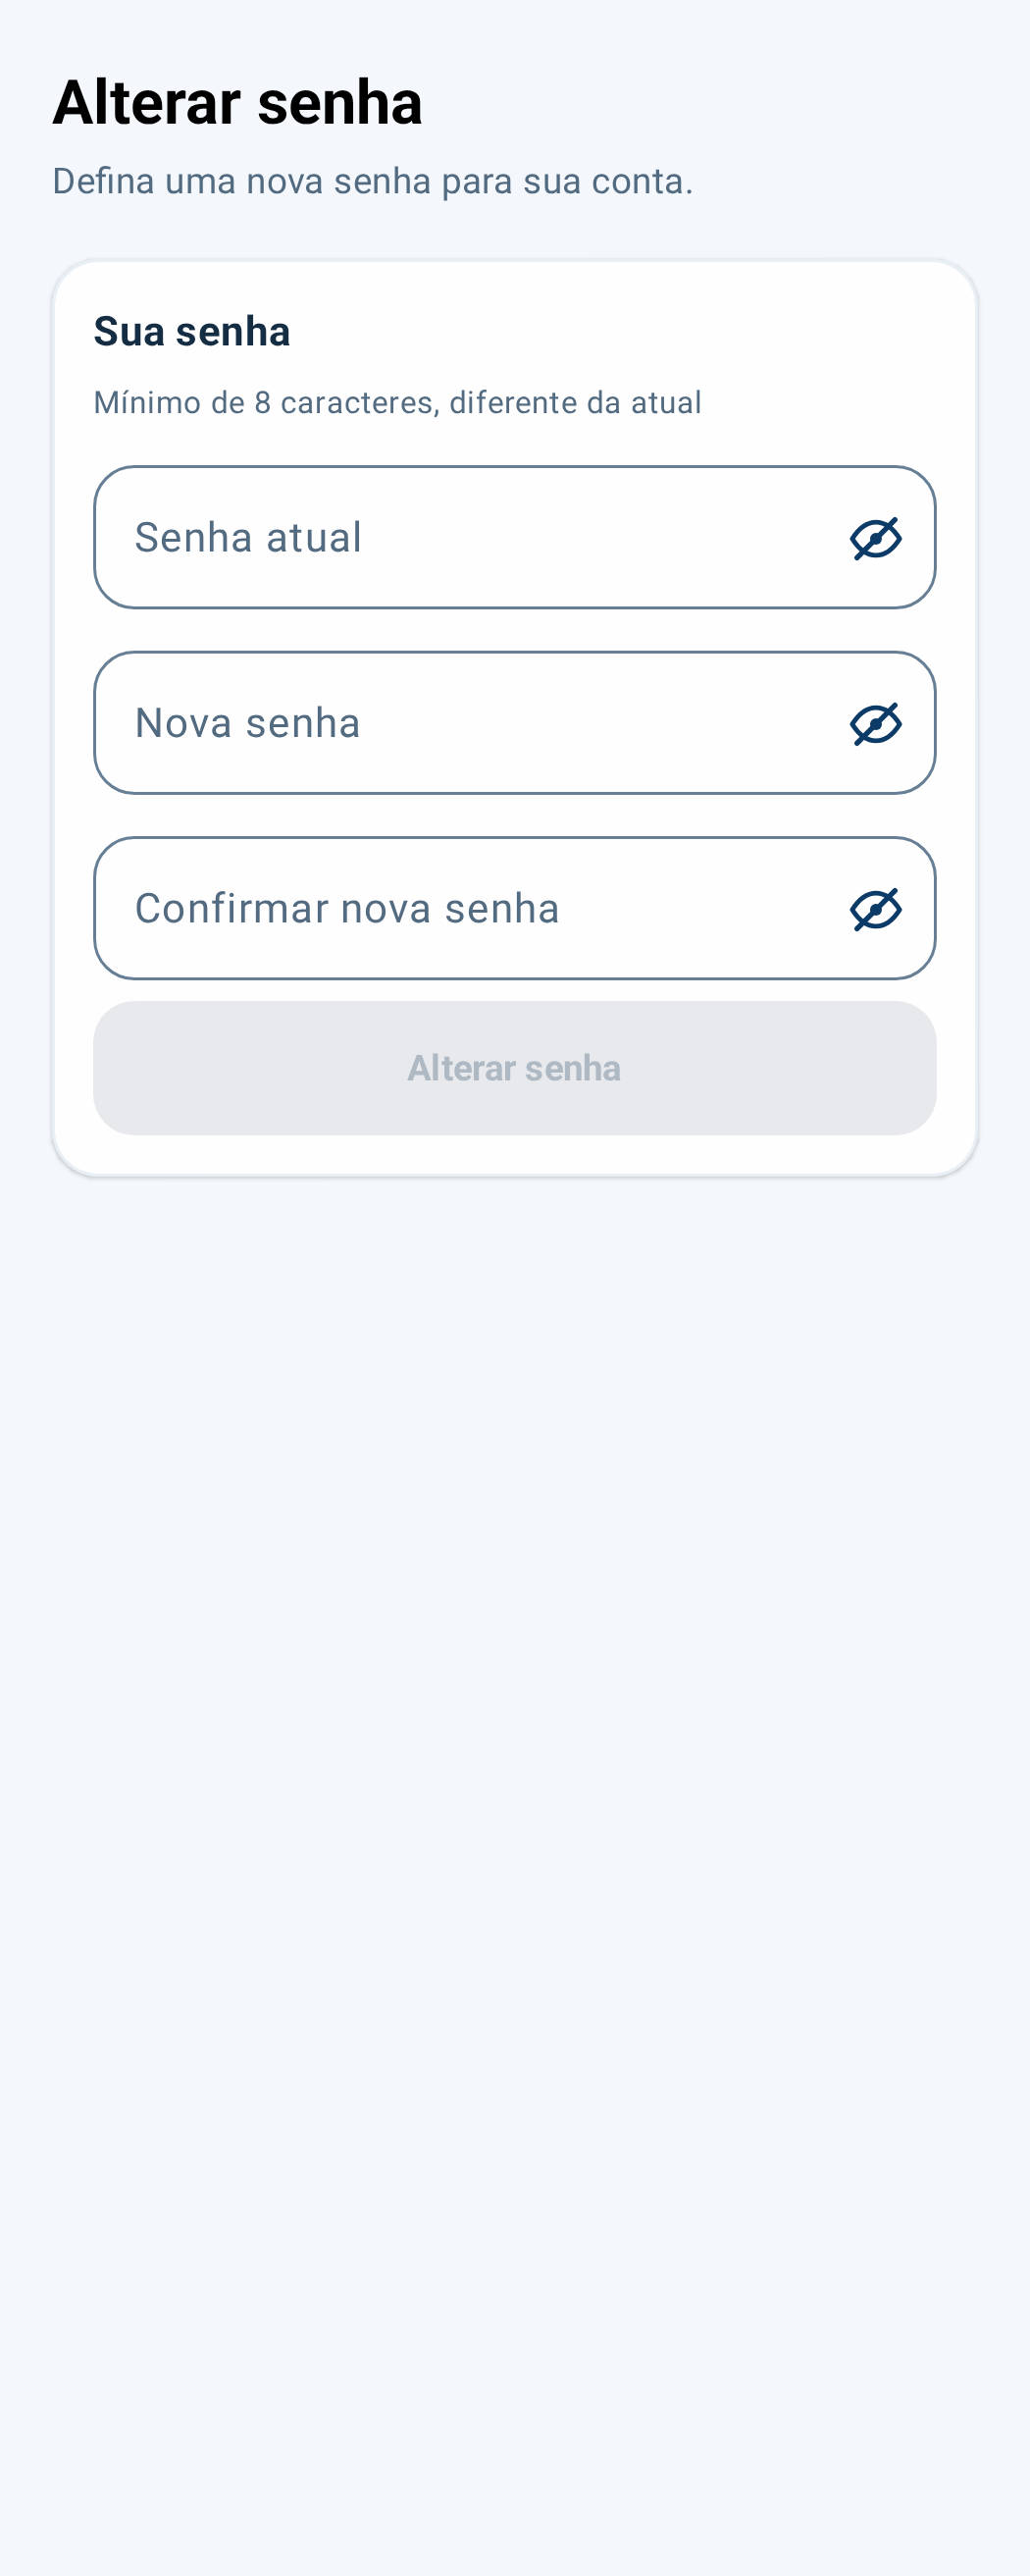 Alterar senha
Defina uma nova senha para sua conta.
Sua senha
Mínimo de 8 caracteres, diferente da atual
Senha atual
Nova senha
Confirmar nova senha
Alterar senha